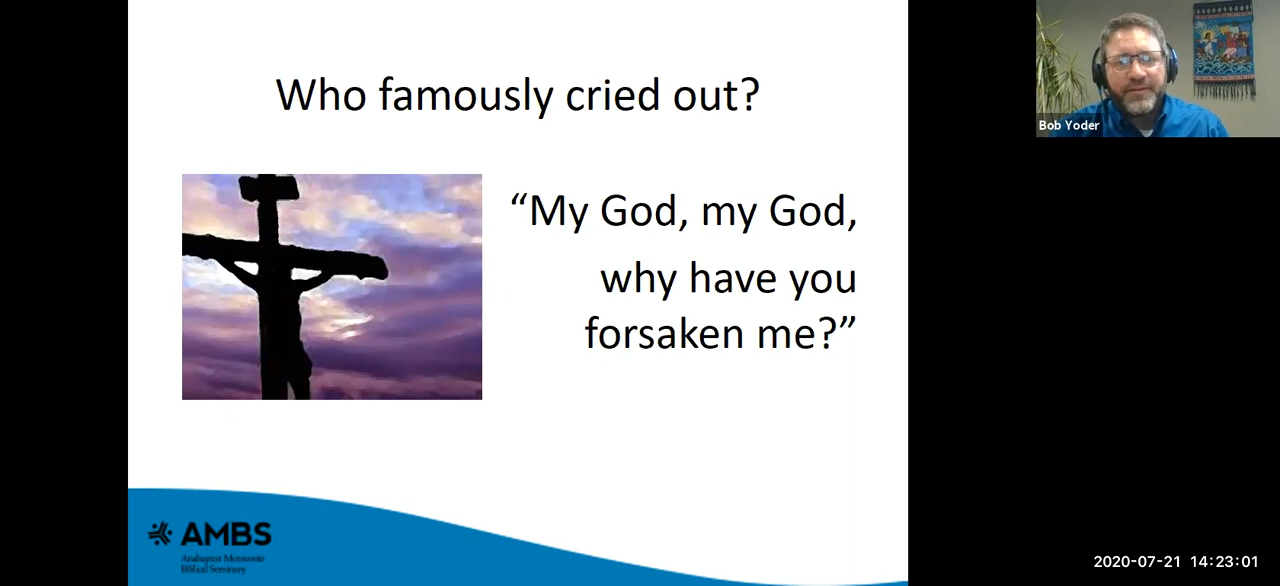 Who famously cried out?
“My God, my God,
why have you
forsaken me?”
Bob Yoder
AMBS
Anabaptist Mennonite
Biblical Seminary
2020-07-21 14:23:01